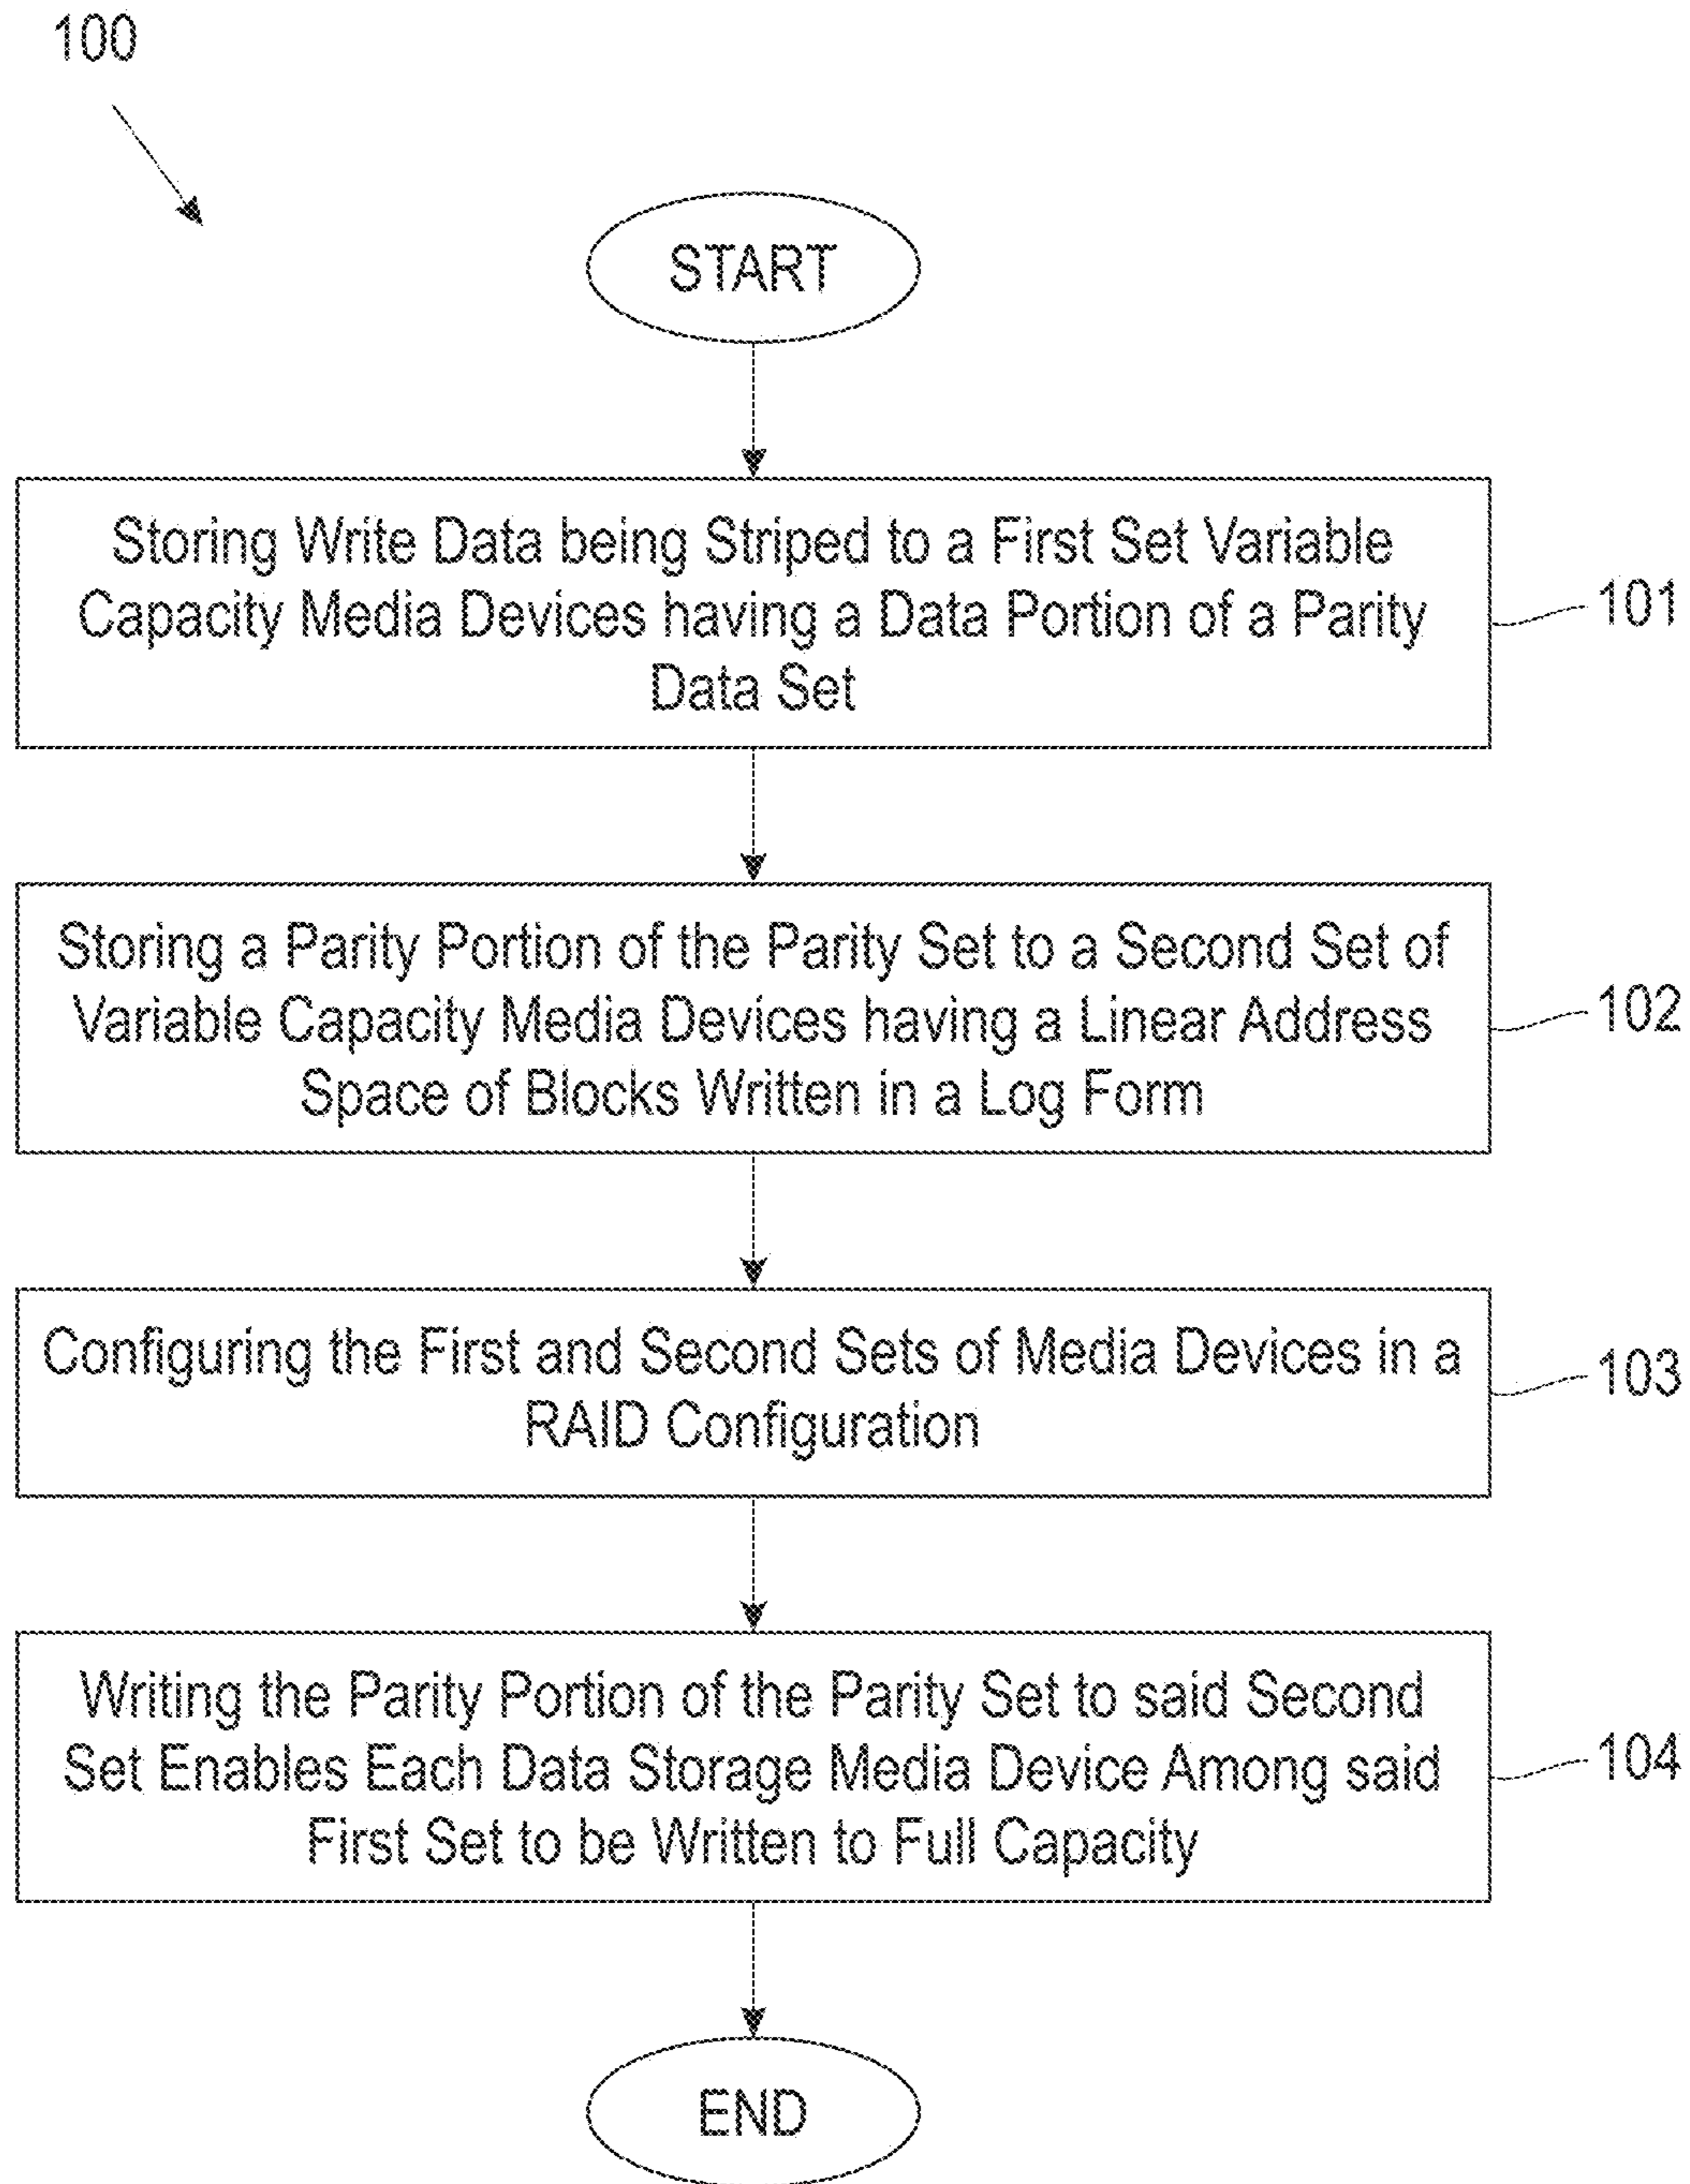 100
START
Storing Write Data being Striped to a First Set Variable
Capacity Media Devices having a Data Portion of a Parity
Data Set
101
Storing a Parity Portion of the Parity Set to a Second Set of
Variable Capacity Media Devices having a Linear Address
Space of Blocks Written in a Log Form
102
Configuring the First and Second Sets of Media Devices in a
RAID Configuration
103
Writing the Parity Portion of the Parity Set to said Second
Set Enables Each Data Storage Media Device Among said
First Set to be Written to Full Capacity
104
END